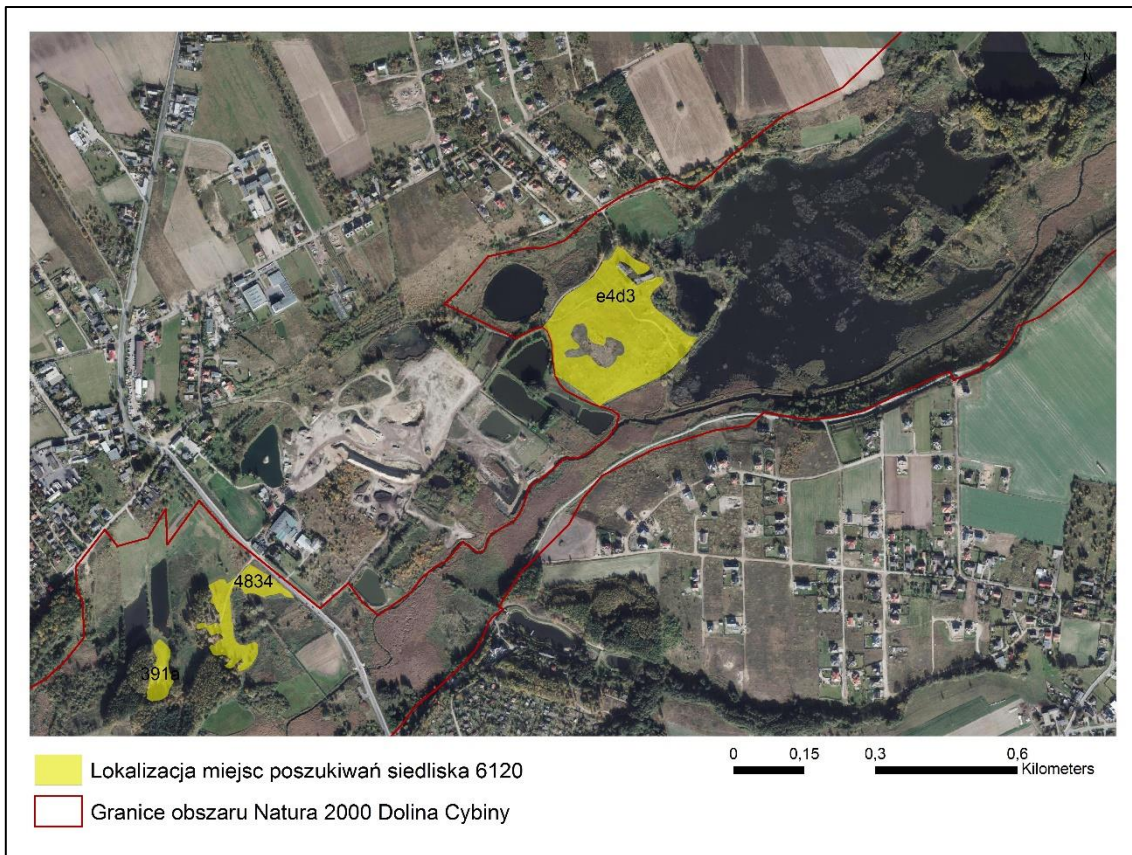 N
e4d3
4834
391a
Lokalizacja miejsc poszukiwań siedliska 6120
Granice obszaru Natura 2000 Dolina Cybiny
0 0,15 0,3 0,6
Kilometers